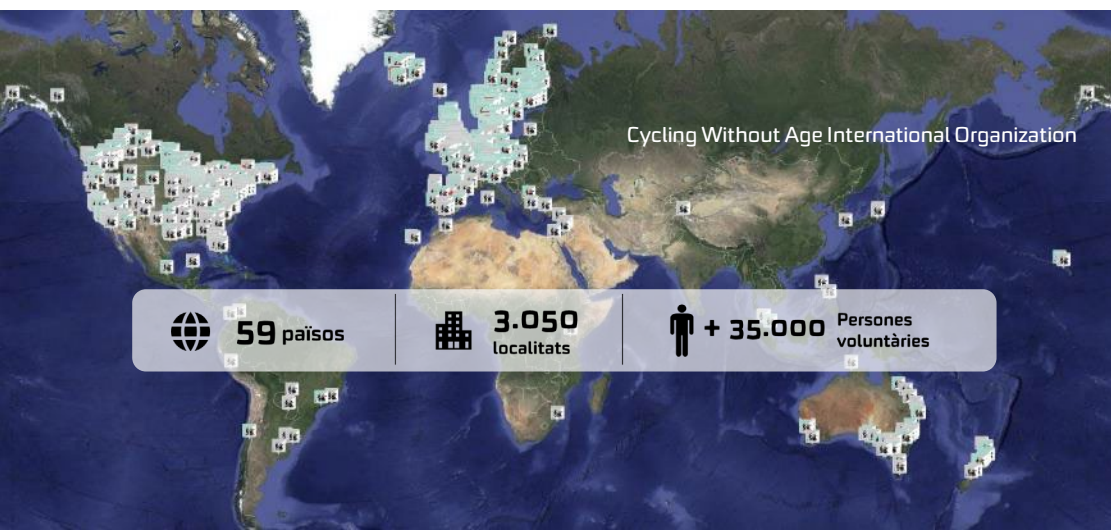 Cycling Without Age International Organization
59 països
3.050
localitats
+ 35.000 Persones
voluntàries